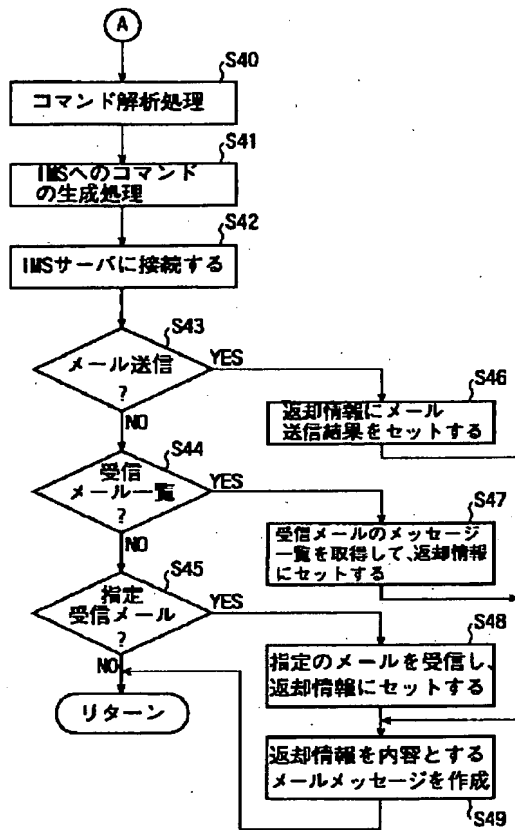 A
S40
コマンド解析処理
S41
IMSへのコマンド
の生成処理
S42
IMSサーバに接続する
S43
メール送信
?
YES
NO
S46
返却情報にメール
送信結果をセットする
S44
受信
メール一覧
?
YES
NO
S47
受信メールのメッセージ
一覧を取得して、返却情報
にセットする
S45
指定
受信メール
?
YES
NO
S48
指定のメールを受信し、
返却情報にセットする
リターン
返却情報を内容とする
メールメッセージを作成
S49